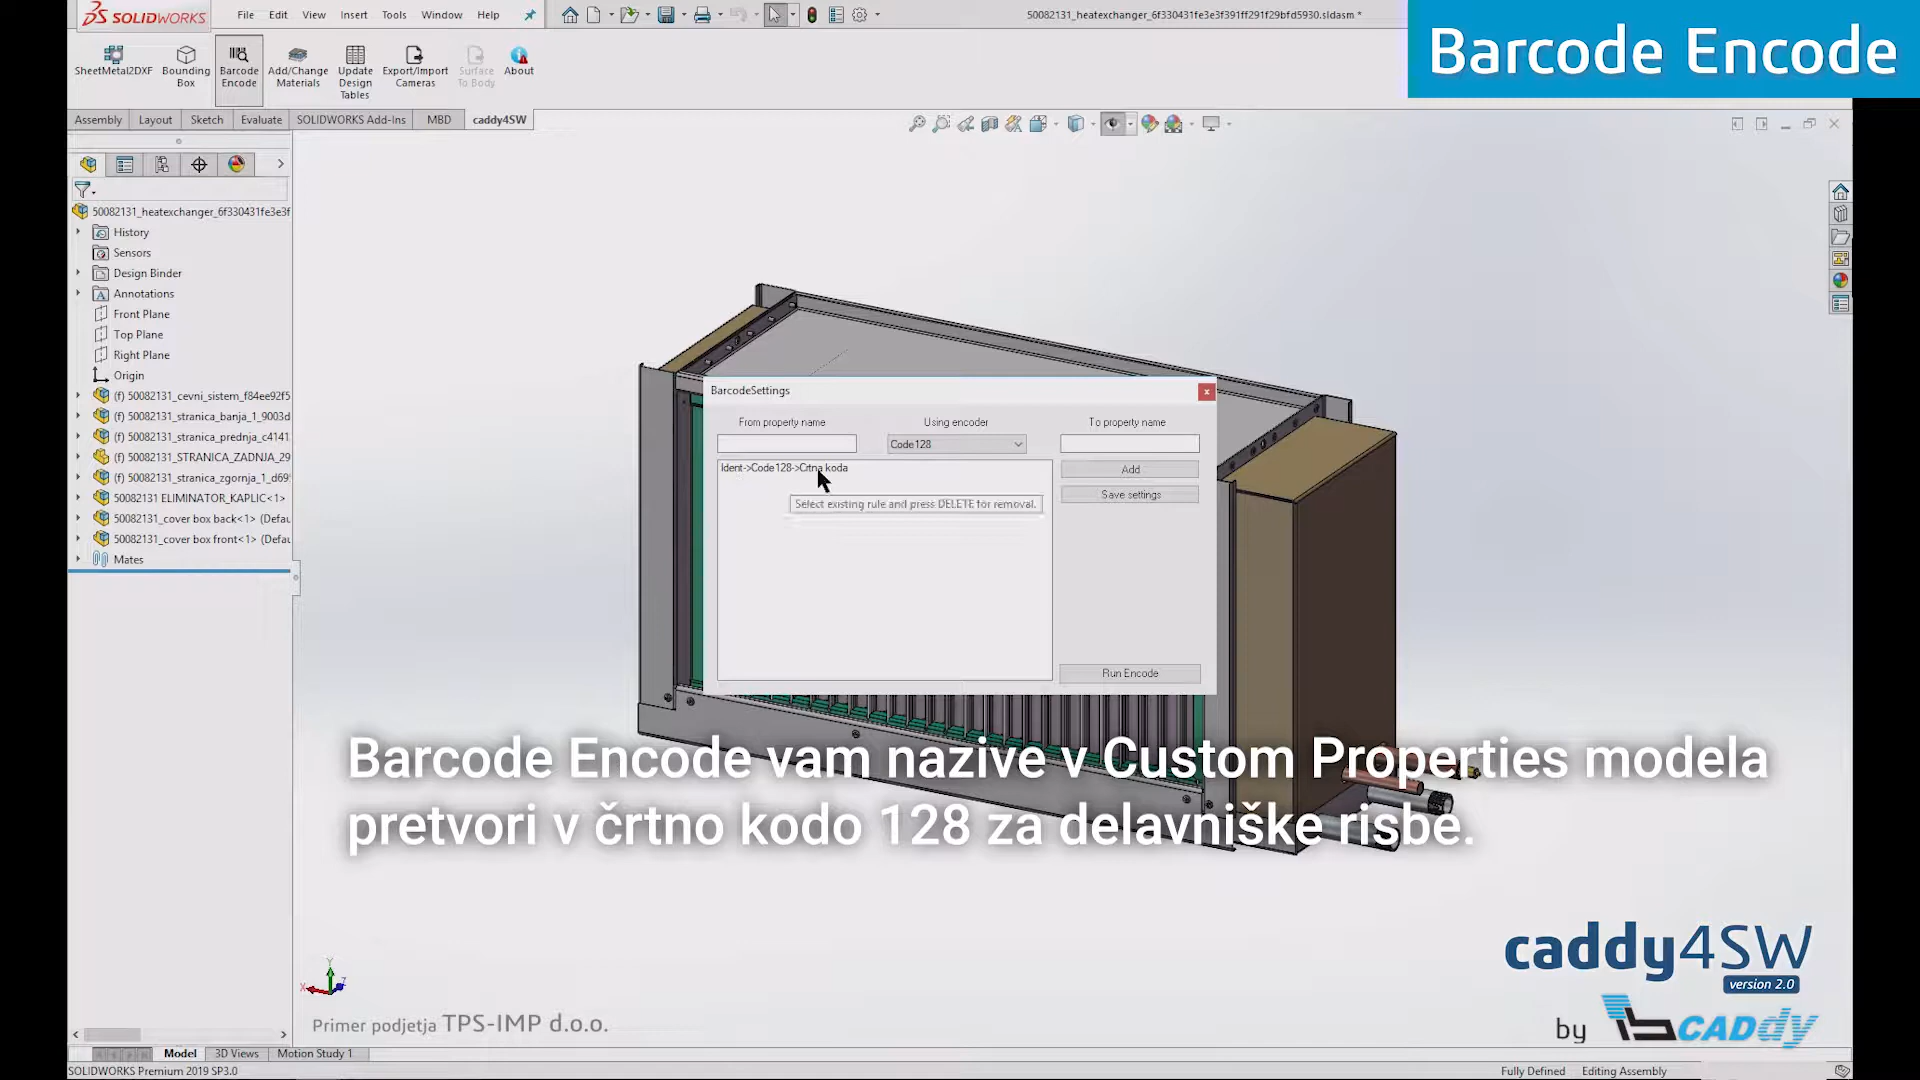 SOLIDWORKS
File Edit View Insert Tools Window Help
50082131_heatexchanger_6f330431fe3e3f391ff291f29bfd5930.sldasm *
Barcode Encode
SheetMetal2DXF
Bounding Box
Barcode Encode
Add/Change Materials
Update Design Tables
Export/Import Cameras
Surface To Body
About
Assembly Layout Sketch Evaluate SOLIDWORKS Add-Ins MBD caddy4SW
50082131_heatexchanger_6f330431fe3e3f
History
Sensors
Design Binder
Annotations
Front Plane
Top Plane
Right Plane
Origin
(f) 50082131_cevni_sistem_f84ee92f5
(f) 50082131_stranica_banja_1_9003d
(f) 50082131_stranica_prednja_c4141
(f) 50082131_STRANICA_ZADNJA_29
(f) 50082131_stranica_zgornja_1_d69
50082131 ELIMINATOR_KAPLIC<1>
50082131_cover box back<1> (Defau
50082131_cover box front<1> (Defau
Mates
BarcodeSettings
From property name Using encoder To property name
Code128
Ident->Code128->Crtna koda
Add
Select existing rule and press DELETE for removal.
Save settings
Run Encode
Barcode Encode vam nazive v Custom Properties modela
pretvori v črtno kodo 128 za delavniške risbe.
caddy4SW
version 2.0
by CADdy
Primer podjetja TPS-IMP d.o.o.
Y
X
Z
Model 3D Views Motion Study 1
SOLIDWORKS Premium 2019 SP3.0
Fully Defined Editing Assembly